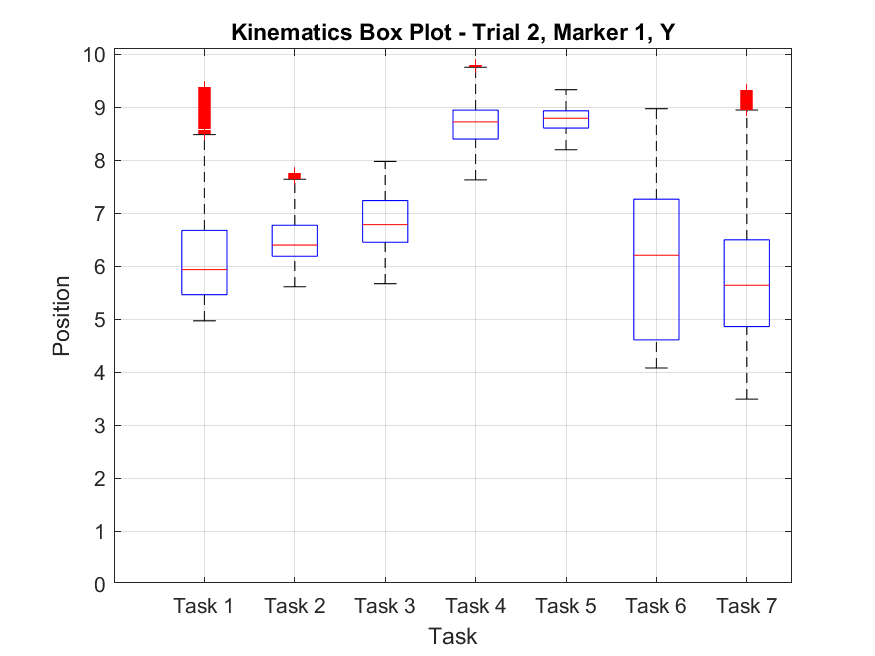 Kinematics Box Plot - Trial 2, Marker 1, Y
10
9
8
7
6
5
4
3
2
1
0
Position
Task 1 Task 2 Task 3 Task 4 Task 5 Task 6 Task 7
Task